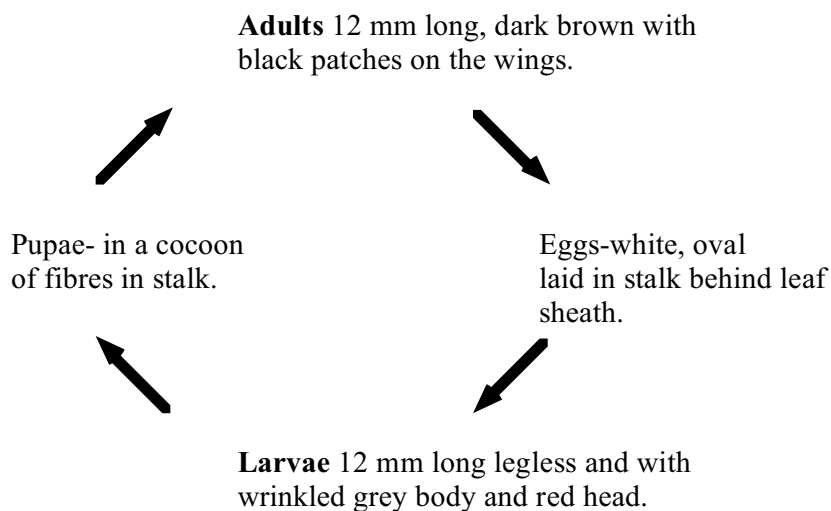 Adults 12 mm long, dark brown with
black patches on the wings.
Pupae- in a cocoon
of fibres in stalk.
Eggs-white, oval
laid in stalk behind leaf
sheath.
Larvae 12 mm long legless and with
wrinkled grey body and red head.